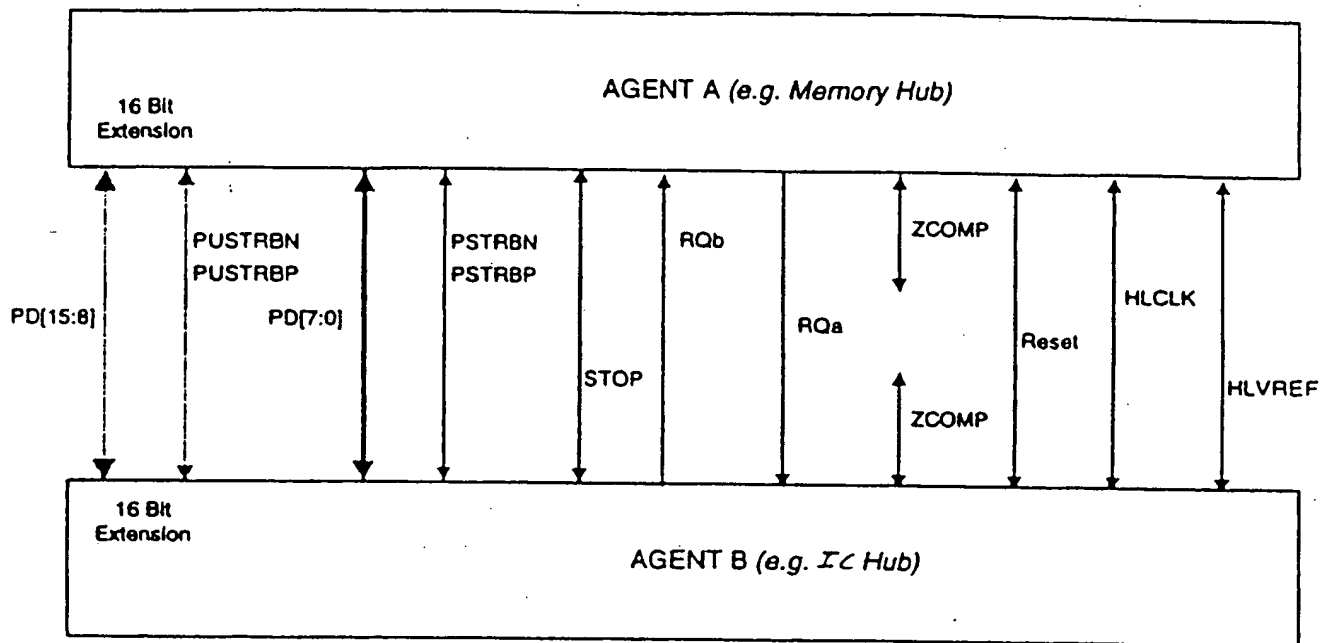 AGENT A (e.g. Memory Hub)
16 Bit
Extension
PUSTRBN
PUSTRBP
PSTRBN
PSTRBP
RQb
ZCOMP
PD[15:8]
PD[7:0]
RQa
HLCLK
Reset
STOP
ZCOMP
HLVREF
16 Bit
Extension
AGENT B (e.g. IC Hub)